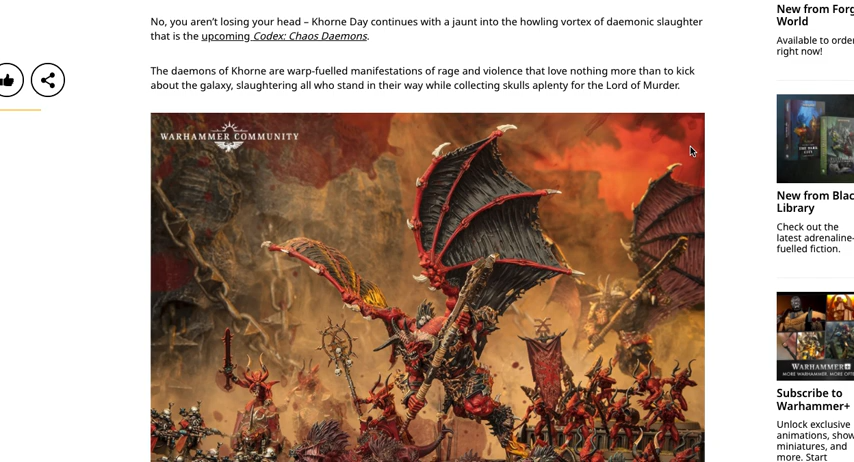 No, you aren’t losing your head – Khorne Day continues with a jaunt into the howling vortex of daemonic slaughter
that is the upcoming Codex: Chaos Daemons.
The daemons of Khorne are warp-fuelled manifestations of rage and violence that love nothing more than to kick
about the galaxy, slaughtering all who stand in their way while collecting skulls aplenty for the Lord of Murder.
WARHAMMER COMMUNITY
New from Forg
World
Available to order
right now!
New from Blac
Library
Check out the
latest adrenaline-
fuelled fiction.
WARHAMMER+
MORE WARHAMMER. MORE OFTE
Subscribe to
Warhammer+
Unlock exclusive
animations, show
miniatures, and
more. Start